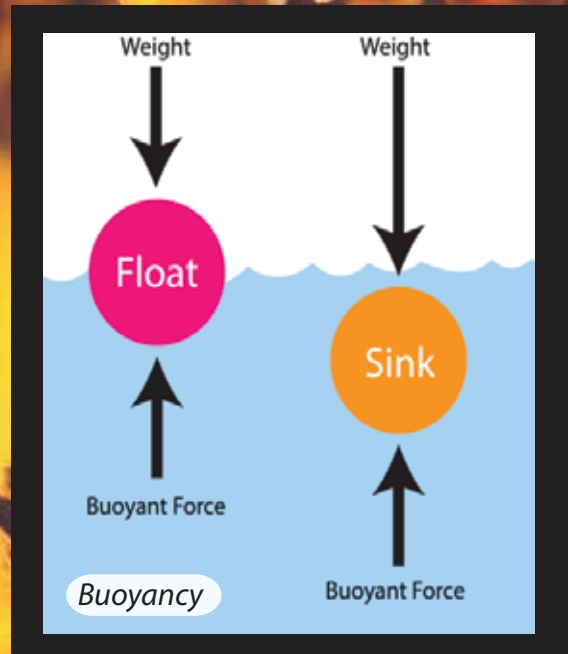 Weight
Weight
Float
Sink
Buoyant Force
Buoyant Force
Buoyancy